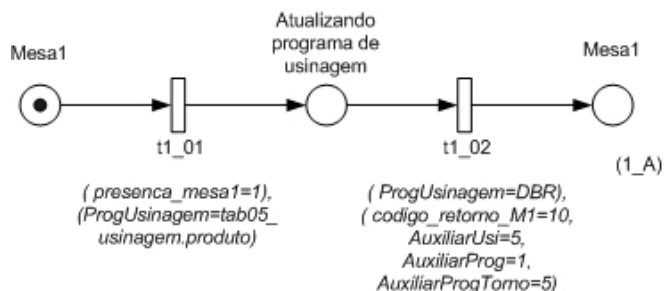 Atualizando
programa de
usinagem
Mesa1
Mesa1
t1_01
t1_02
(1_A)
( presenca_mesa1=1),
(ProgUsinagem=tab05_
usinagem.produto)
( ProgUsinagem=DBR),
( codigo_retorno_M1=10,
AuxiliarUsi=5,
AuxiliarProg=1,
AuxiliarProgTorno=5)